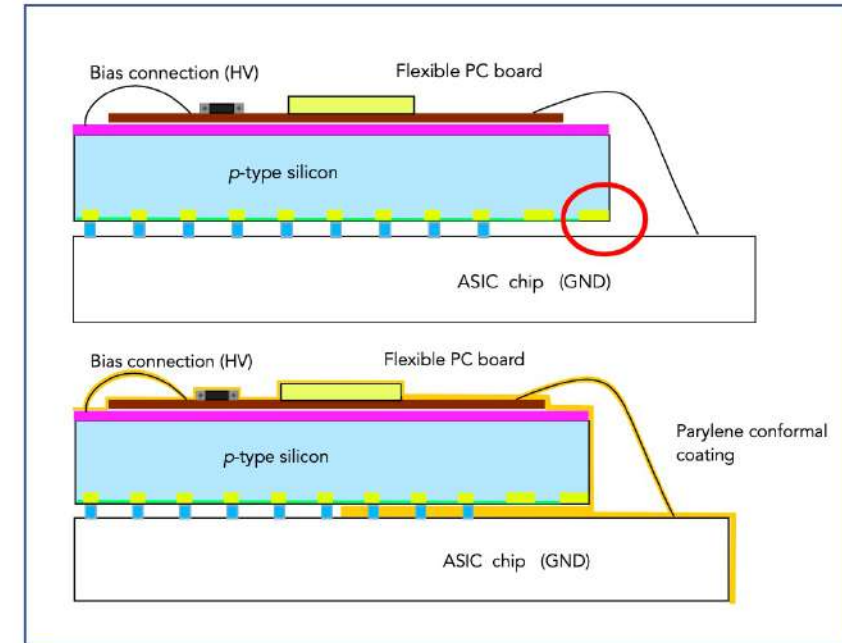 Bias connection (HV)
Flexible PC board
p-type silicon
ASIC chip (GND)
Bias connection (HV)
Flexible PC board
Parylene conformal
coating
p-type silicon
ASIC chip (GND)